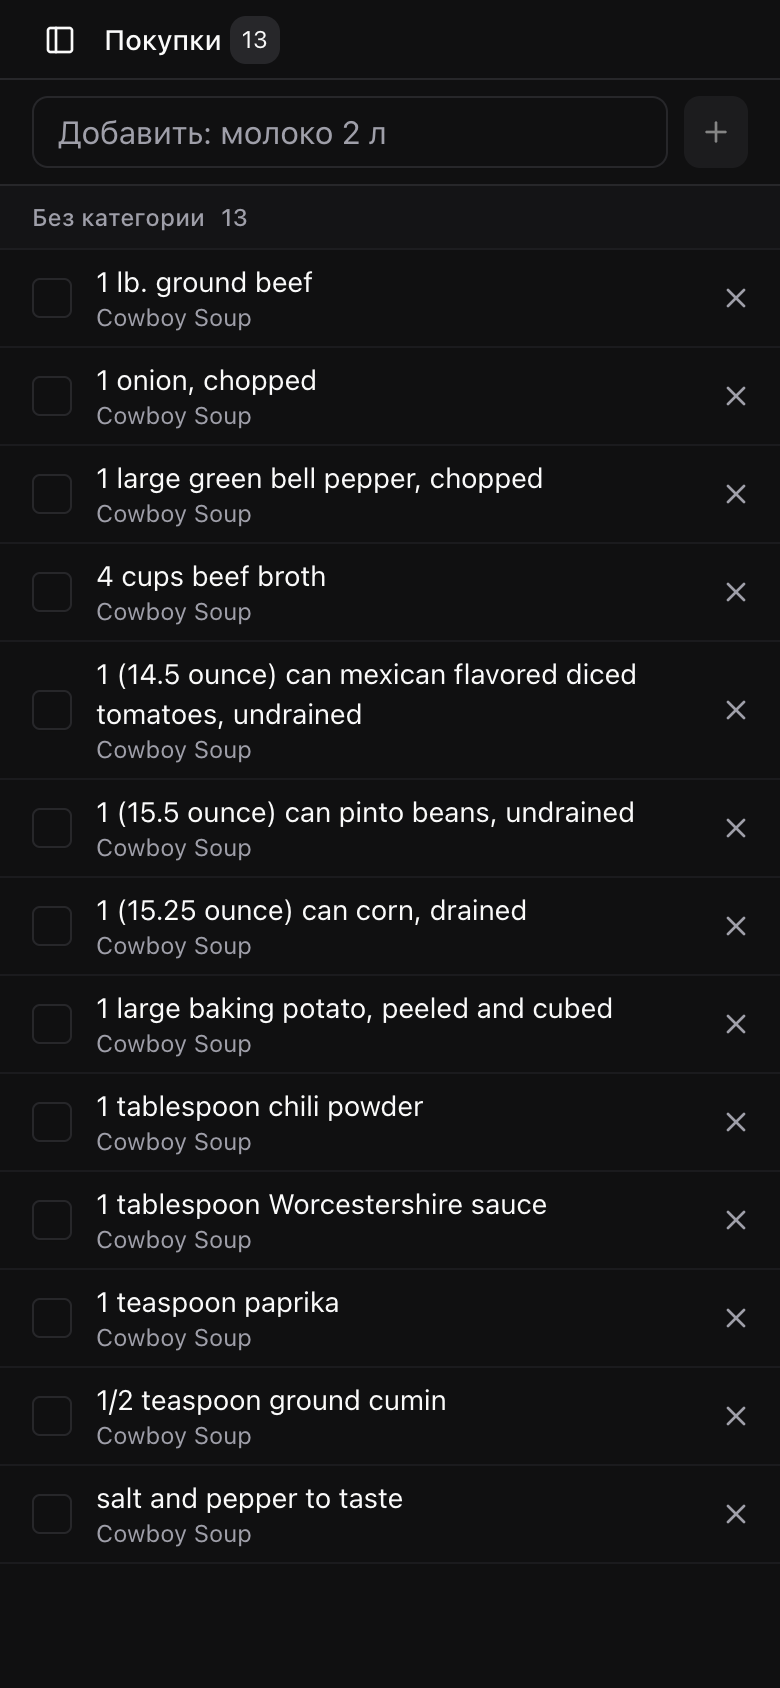 Покупки 13
Добавить: молоко 2 л
Без категории 13
1 lb. ground beef
Cowboy Soup
1 onion, chopped
Cowboy Soup
1 large green bell pepper, chopped
Cowboy Soup
4 cups beef broth
Cowboy Soup
1 (14.5 ounce) can mexican flavored diced
tomatoes, undrained
Cowboy Soup
1 (15.5 ounce) can pinto beans, undrained
Cowboy Soup
1 (15.25 ounce) can corn, drained
Cowboy Soup
1 large baking potato, peeled and cubed
Cowboy Soup
1 tablespoon chili powder
Cowboy Soup
1 tablespoon Worcestershire sauce
Cowboy Soup
1 teaspoon paprika
Cowboy Soup
1/2 teaspoon ground cumin
Cowboy Soup
salt and pepper to taste
Cowboy Soup